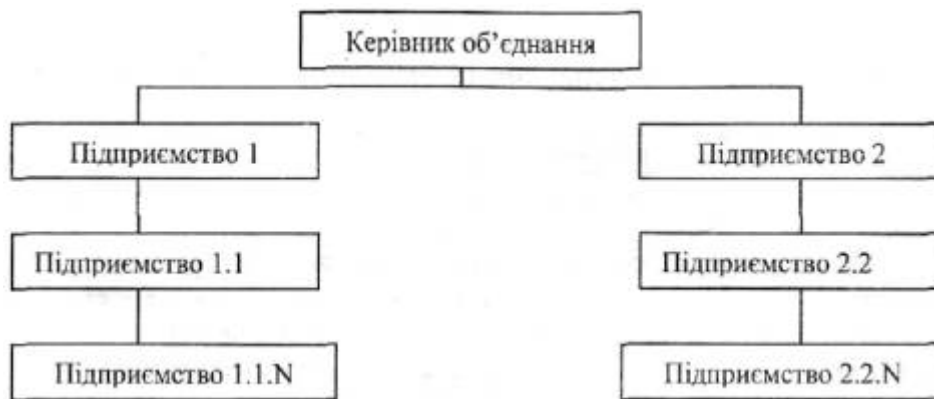 Керівник об’єднання
Підприємство 1
Підприємство 2
Підприємство 1.1
Підприємство 2.2
Підприємство 1.1.N
Підприємство 2.2.N